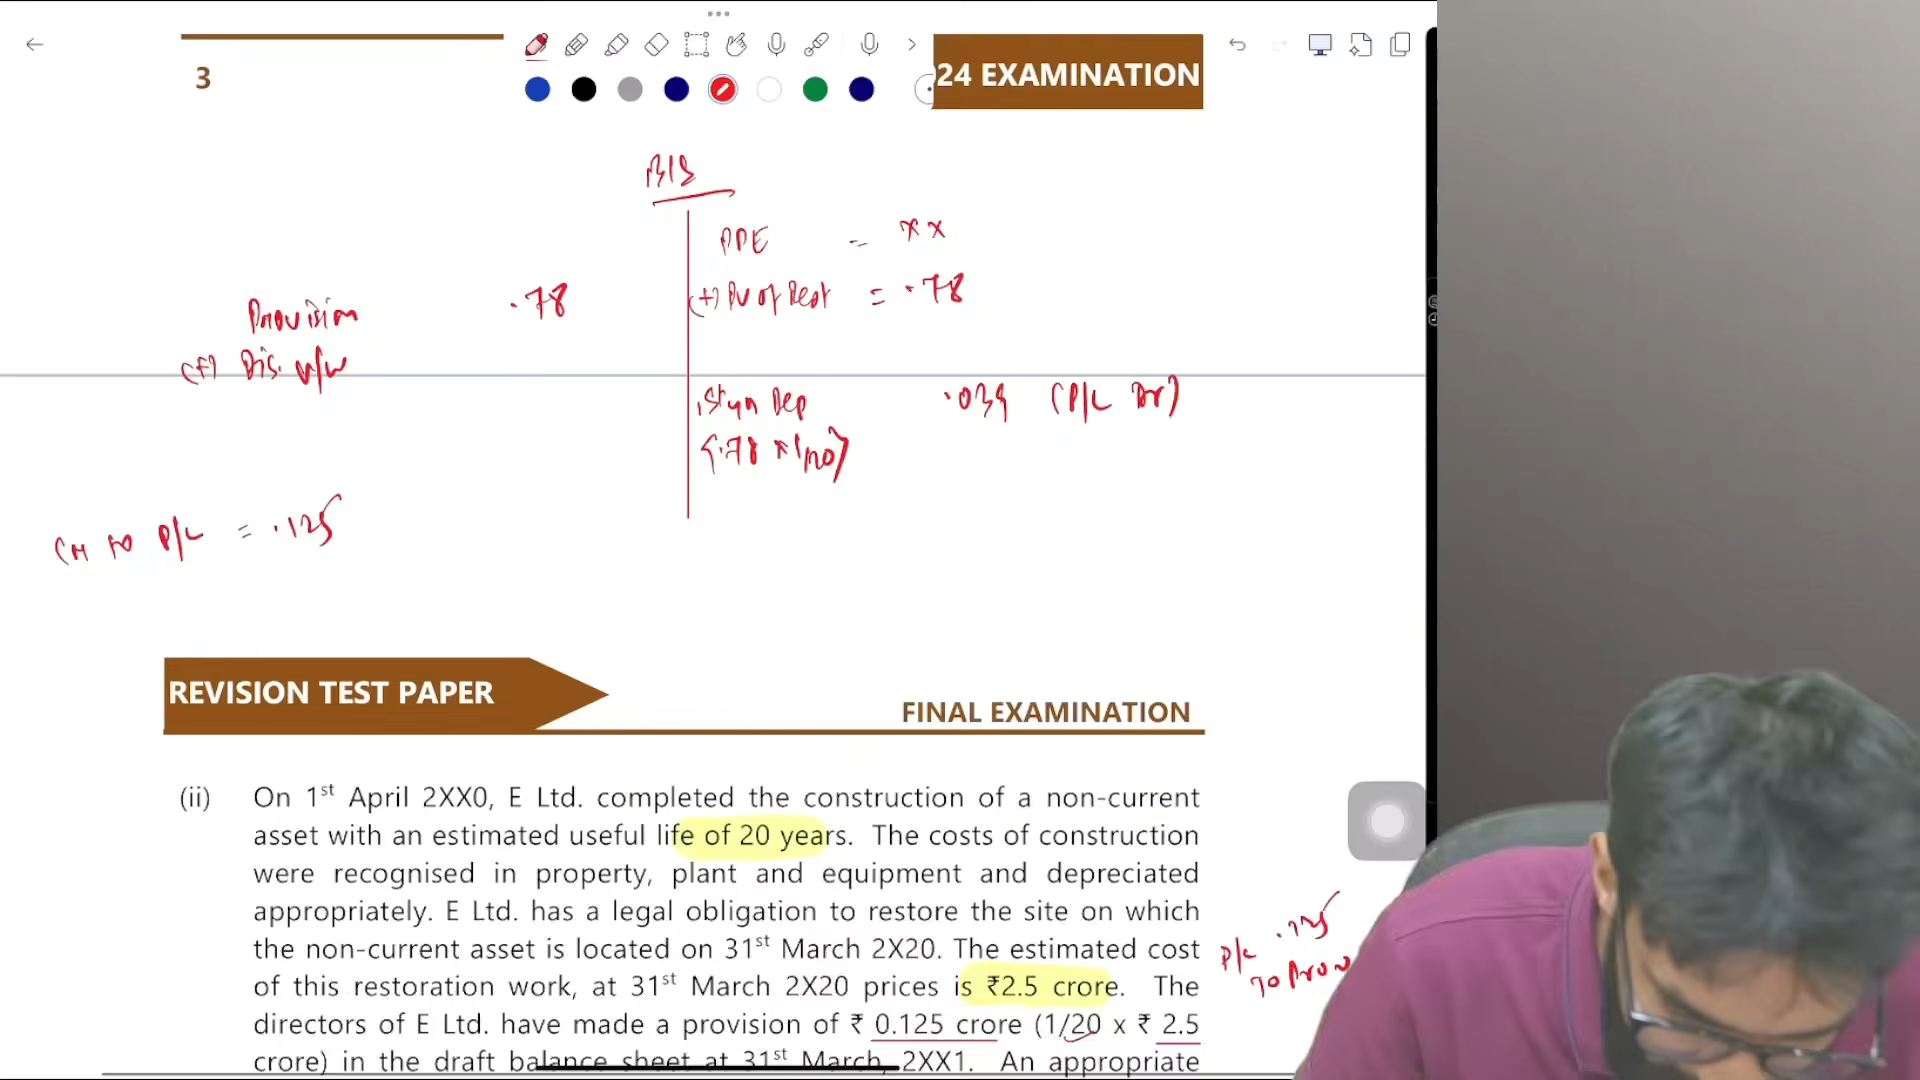 3
24 EXAMINATION
B/S
PPE = xx
Provision .78
(+) PV of Rest = .78
(+) Dis. u/w
1st yr Dep .039 (P/L Dr)
{.78 x 1/20}
to P/L = .125
REVISION TEST PAPER
FINAL EXAMINATION
(ii) On 1st April 2XX0, E Ltd. completed the construction of a non-current
asset with an estimated useful life of 20 years. The costs of construction
were recognised in property, plant and equipment and depreciated
appropriately. E Ltd. has a legal obligation to restore the site on which
the non-current asset is located on 31st March 2X20. The estimated cost
of this restoration work, at 31st March 2X20 prices is ₹2.5 crore. The
directors of E Ltd. have made a provision of ₹ 0.125 crore (1/20 x ₹ 2.5
crore) in the draft balance sheet at 31st March, 2XX1. An appropriate
P/L .125
To Prov